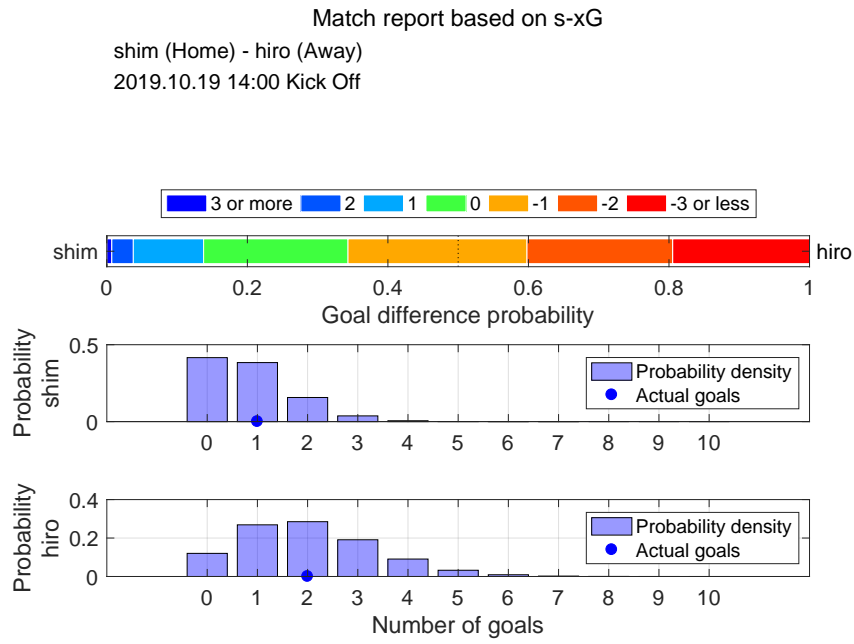 Match report based on s-xG
shim (Home) - hiro (Away)
2019.10.19 14:00 Kick Off
3 or more 2 1 0 -1 -2 -3 or less
shim hiro
0 0.2 0.4 0.6 0.8 1
Goal difference probability
Probability
shim
0.5
0
Probability density
Actual goals
0 1 2 3 4 5 6 7 8 9 10
Probability
hiro
0.4
0.2
0
Probability density
Actual goals
0 1 2 3 4 5 6 7 8 9 10
Number of goals